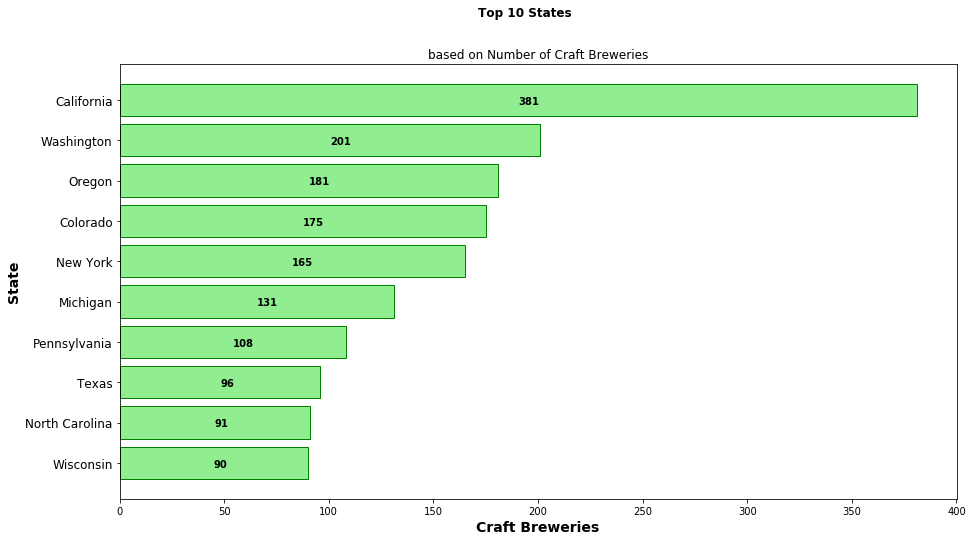 Top 10 States
based on Number of Craft Breweries
California 381
Washington 201
Oregon 181
Colorado 175
New York 165
Michigan 131
Pennsylvania 108
Texas 96
North Carolina 91
Wisconsin 90
State
0 50 100 150 200 250 300 350 400
Craft Breweries